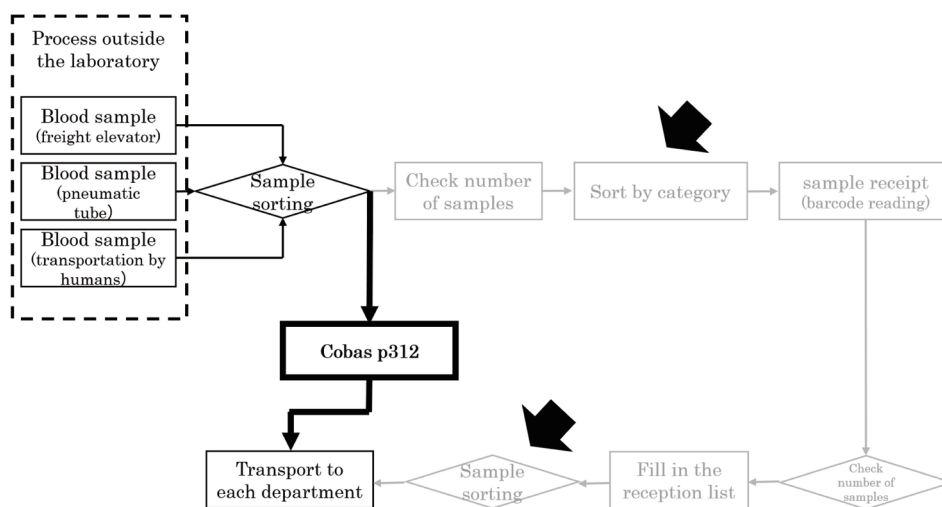 Process outside
the laboratory
Blood sample
(freight elevator)
Blood sample
(pneumatic
tube)
Blood sample
(transportation by
humans)
Sample
sorting
Check number
of samples
Sort by category
sample receipt
(barcode reading)
Cobas p312
Transport to
each department
Sample
sorting
Fill in the
reception list
Check
number of
samples